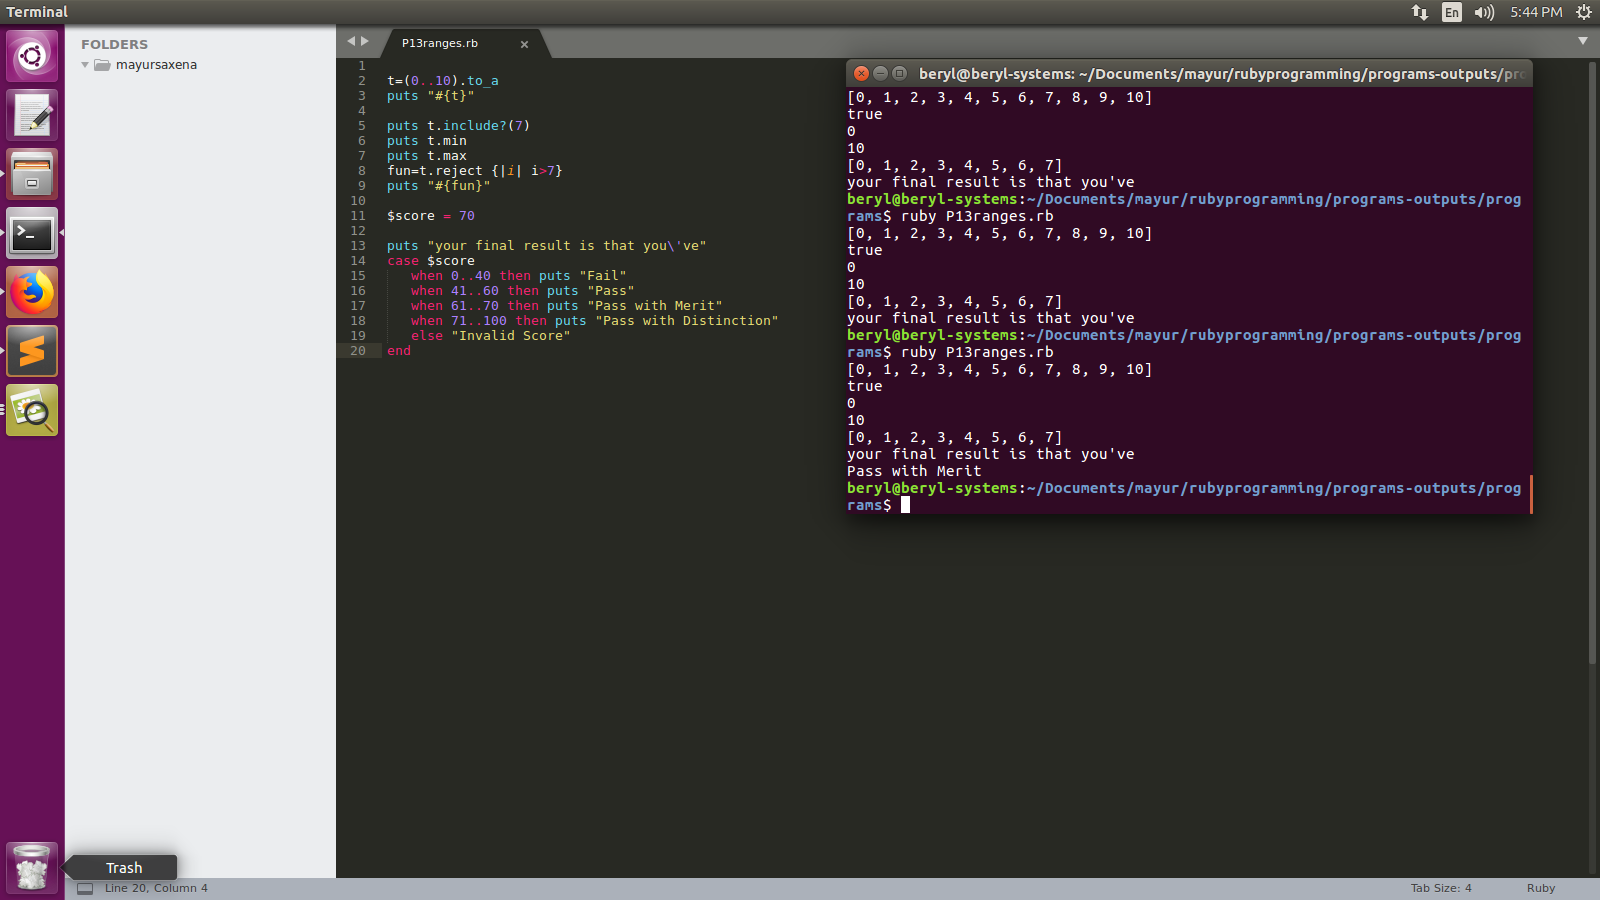 Terminal
En
5:44 PM
FOLDERS
mayursaxena
P13ranges.rb
1
2 t=(0..10).to_a
3 puts "#{t}"
4
5 puts t.include?(7)
6 puts t.min
7 puts t.max
8 fun=t.reject {|i| i>7}
9 puts "#{fun}"
10
11 $score = 70
12
13 puts "your final result is that you\'ve"
14 case $score
15 when 0..40 then puts "Fail"
16 when 41..60 then puts "Pass"
17 when 61..70 then puts "Pass with Merit"
18 when 71..100 then puts "Pass with Distinction"
19 else "Invalid Score"
20 end
beryl@beryl-systems: ~/Documents/mayur/rubyprogramming/programs-outputs/pro
[0, 1, 2, 3, 4, 5, 6, 7, 8, 9, 10]
true
0
10
[0, 1, 2, 3, 4, 5, 6, 7]
your final result is that you've
beryl@beryl-systems:~/Documents/mayur/rubyprogramming/programs-outputs/prog
rams$ ruby P13ranges.rb
[0, 1, 2, 3, 4, 5, 6, 7, 8, 9, 10]
true
0
10
[0, 1, 2, 3, 4, 5, 6, 7]
your final result is that you've
beryl@beryl-systems:~/Documents/mayur/rubyprogramming/programs-outputs/prog
rams$ ruby P13ranges.rb
[0, 1, 2, 3, 4, 5, 6, 7, 8, 9, 10]
true
0
10
[0, 1, 2, 3, 4, 5, 6, 7]
your final result is that you've
Pass with Merit
beryl@beryl-systems:~/Documents/mayur/rubyprogramming/programs-outputs/prog
rams$
Trash
Line 20, Column 4
Tab Size: 4
Ruby